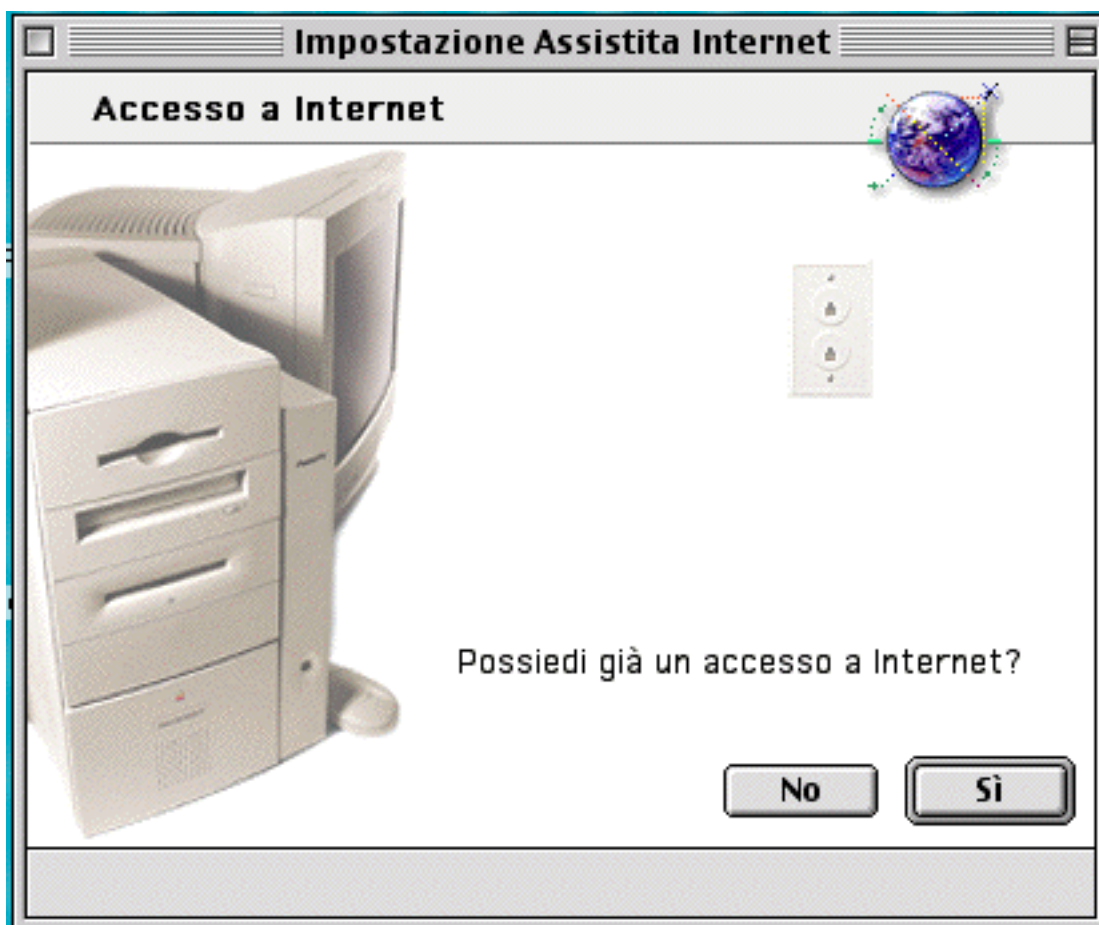 Impostazione Assistita Internet
Accesso a Internet
Possiedi già un accesso a Internet?
No
Sì